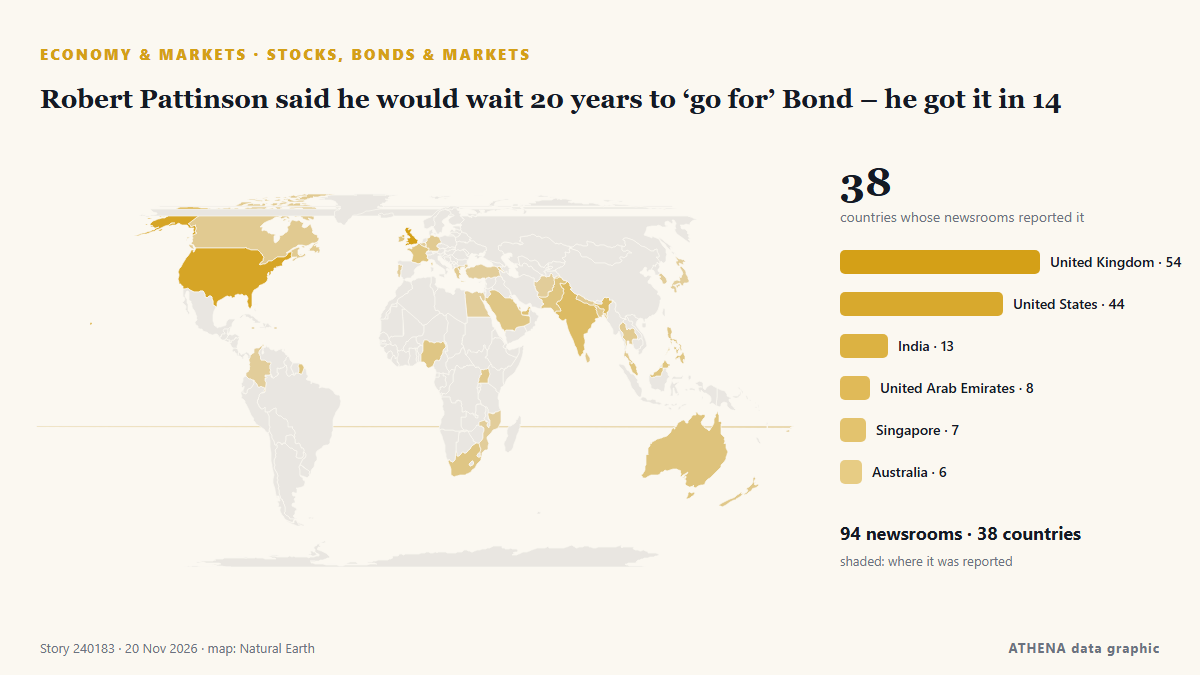 ECONOMY & MARKETS · STOCKS, BONDS & MARKETS
Robert Pattinson said he would wait 20 years to ‘go for’ Bond – he got it in 14
38
countries whose newsrooms reported it
United Kingdom · 54
United States · 44
India · 13
United Arab Emirates · 8
Singapore · 7
Australia · 6
94 newsrooms · 38 countries
shaded: where it was reported
Story 240183 · 20 Nov 2026 · map: Natural Earth
ATHENA data graphic